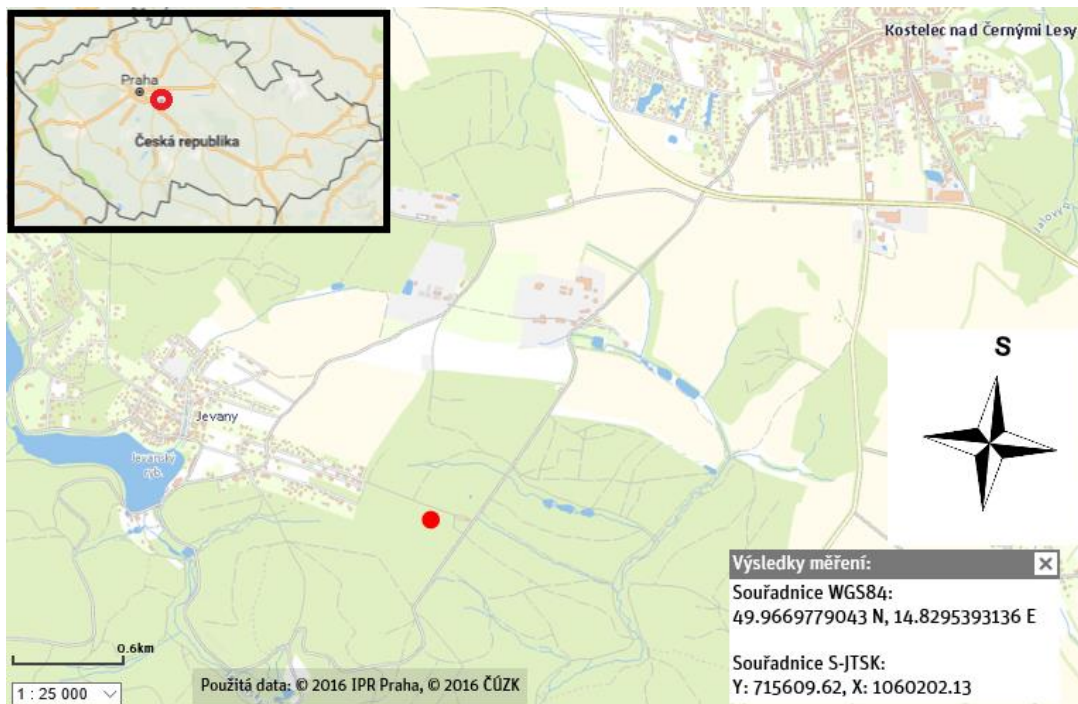 Kostelec nad Černými Lesy
Praha
Česká republika
Jalový p.
S
Jevany
Jevanský
ryb.
Výsledky měření:
Souřadnice WGS84:
49.9669779043 N, 14.8295393136 E
Souřadnice S-JTSK:
Y: 715609.62, X: 1060202.13
0.6km
1 : 25 000
Použitá data: © 2016 IPR Praha, © 2016 ČÚZK